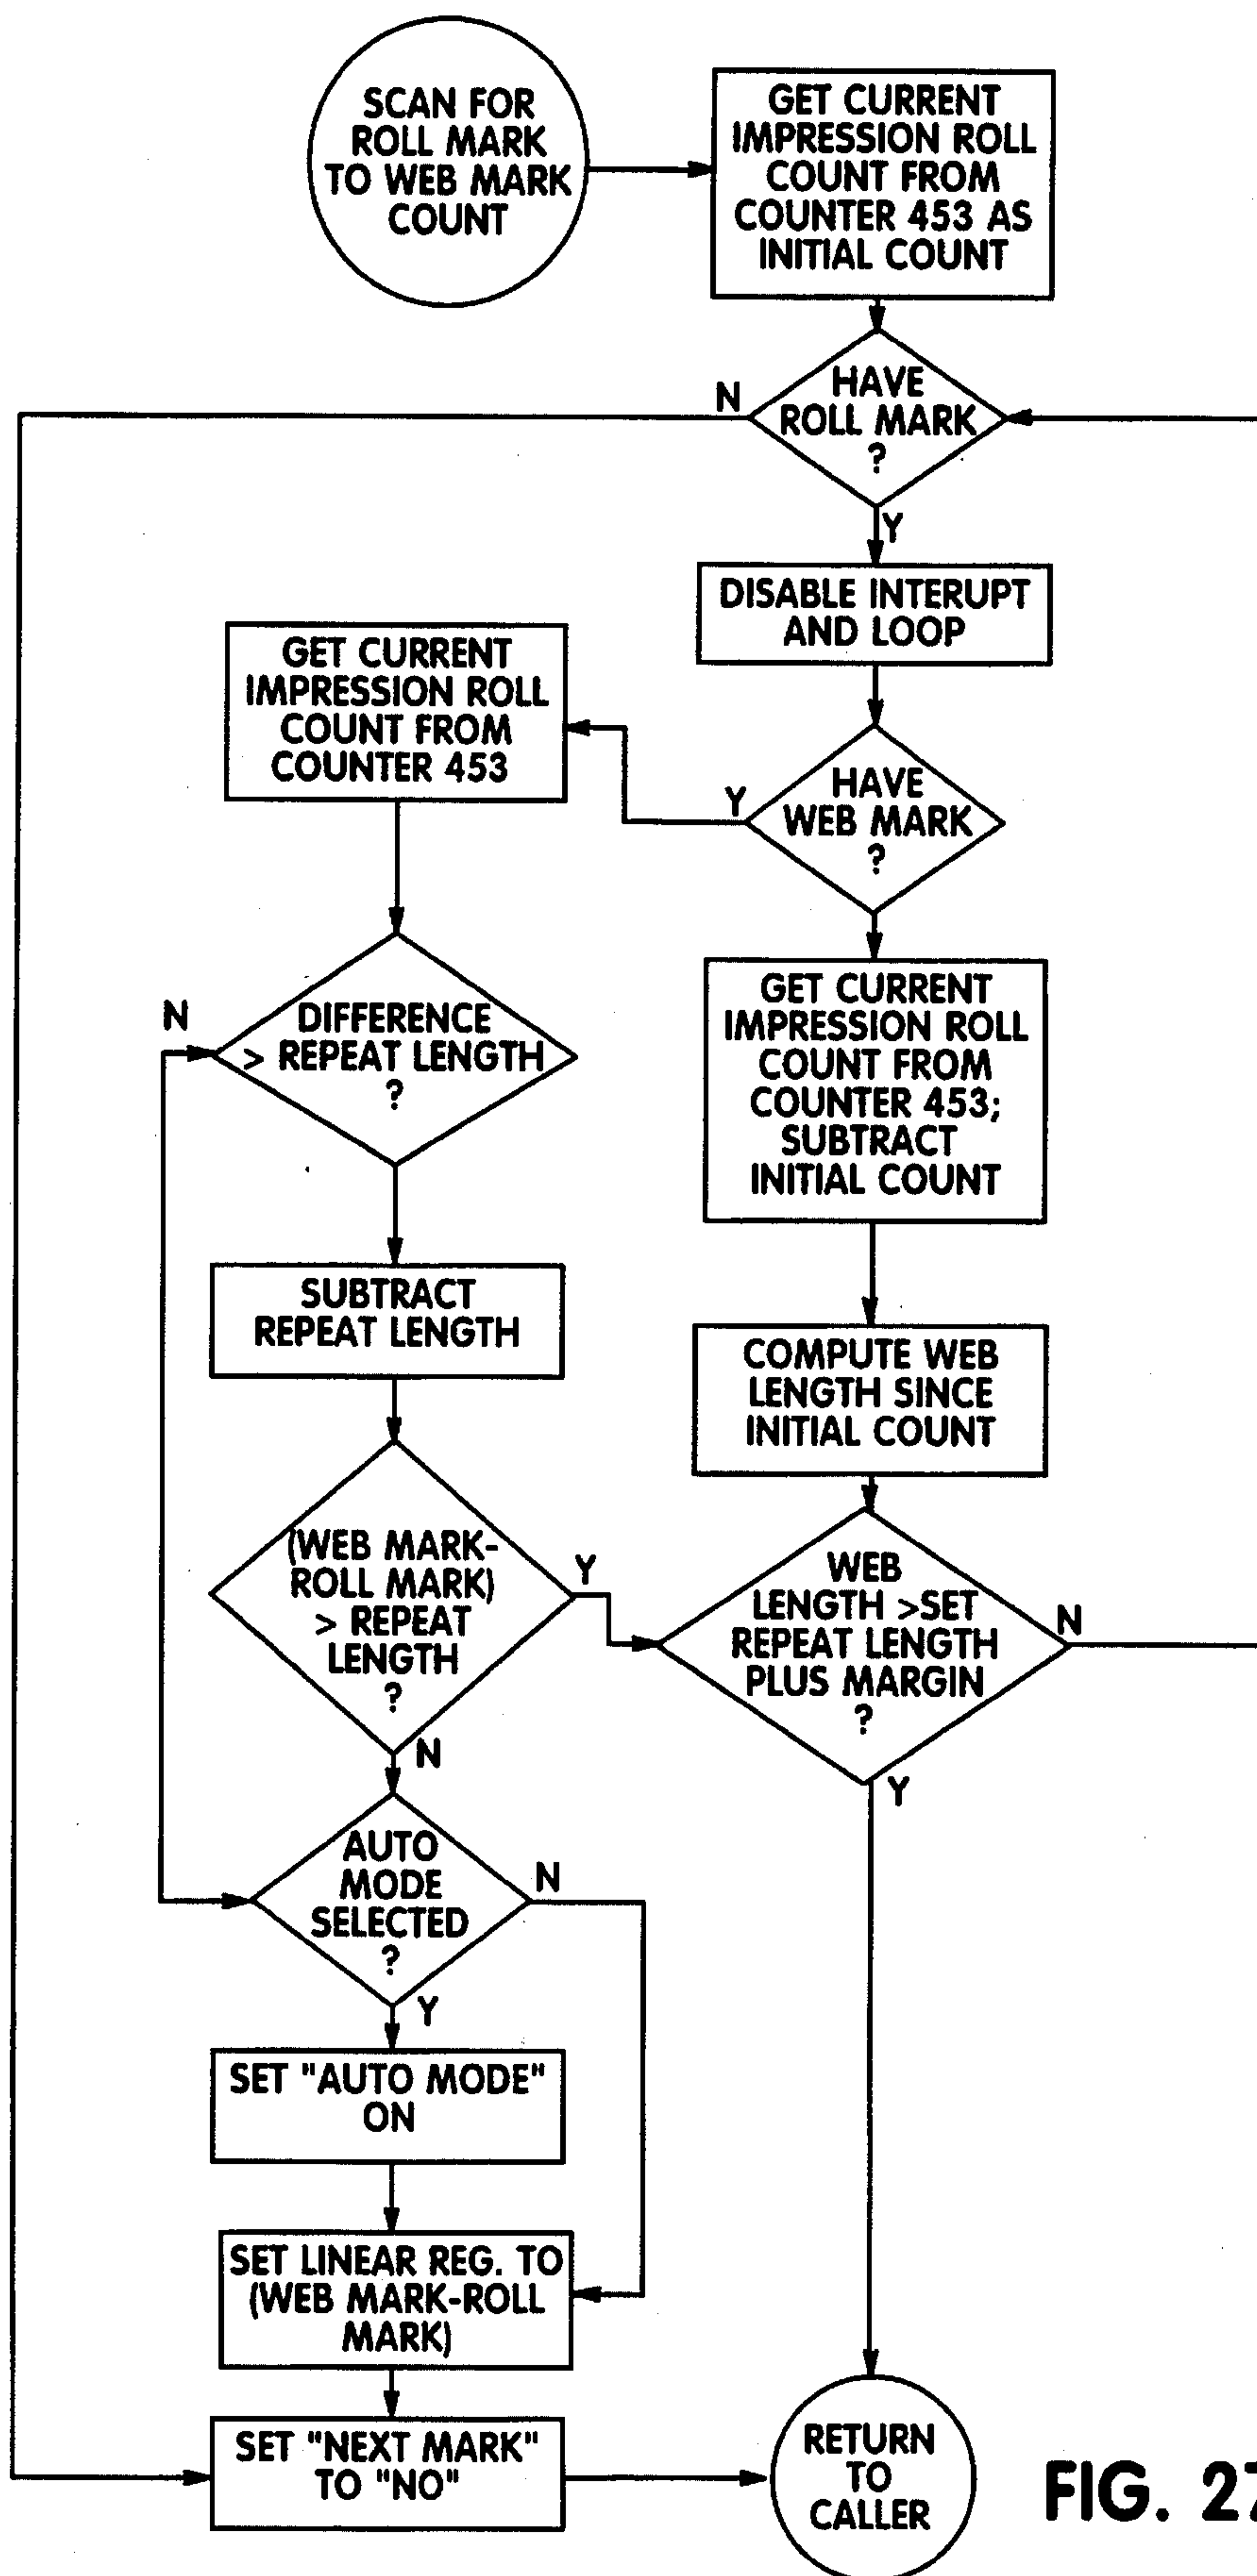 SCAN FOR
ROLL MARK
TO WEB MARK
COUNT
GET CURRENT
IMPRESSION ROLL
COUNT FROM
COUNTER 453 AS
INITIAL COUNT
HAVE
ROLL MARK
?
N
Y
DISABLE INTERUPT
AND LOOP
HAVE
WEB MARK
?
Y
GET CURRENT
IMPRESSION ROLL
COUNT FROM
COUNTER 453
DIFFERENCE
> REPEAT LENGTH
?
N
SUBTRACT
REPEAT LENGTH
(WEB MARK-
ROLL MARK)
> REPEAT
LENGTH
?
Y
N
GET CURRENT
IMPRESSION ROLL
COUNT FROM
COUNTER 453;
SUBTRACT
INITIAL COUNT
COMPUTE WEB
LENGTH SINCE
INITIAL COUNT
WEB
LENGTH >SET
REPEAT LENGTH
PLUS MARGIN
?
N
Y
AUTO
MODE
SELECTED
?
N
Y
SET "AUTO MODE"
ON
SET LINEAR REG. TO
(WEB MARK-ROLL
MARK)
SET "NEXT MARK"
TO "NO"
RETURN
TO
CALLER
FIG. 27